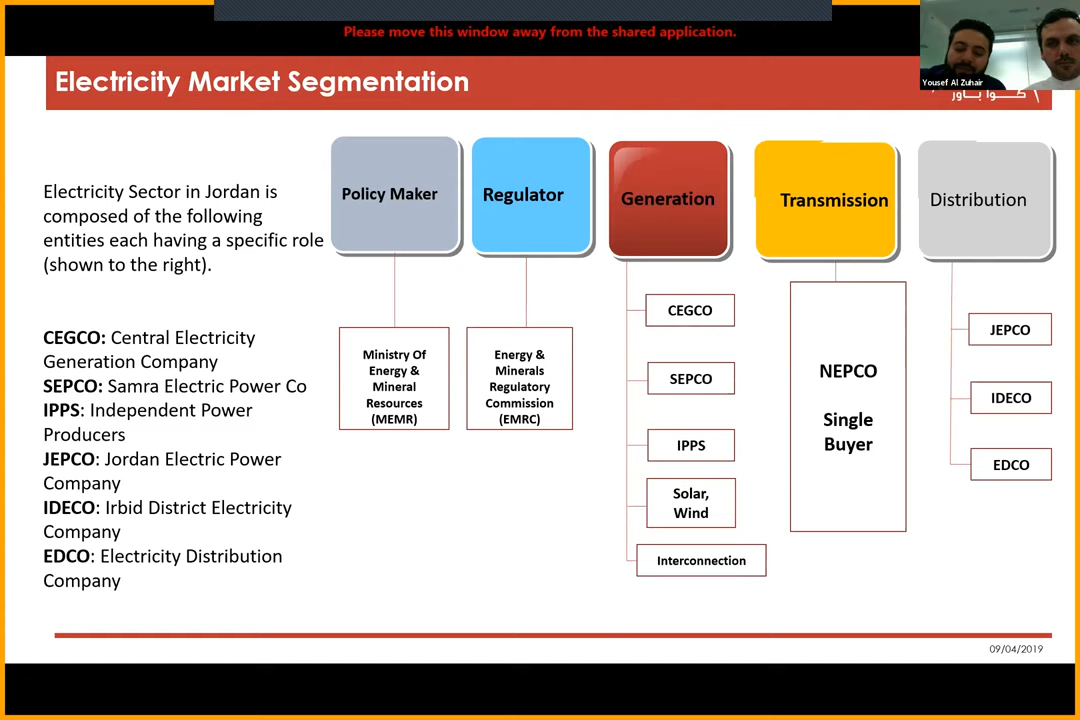 Please move this window away from the shared application.
Yousef Al Zuhair
Electricity Market Segmentation
Electricity Sector in Jordan is
composed of the following
entities each having a specific role
(shown to the right).
CEGCO: Central Electricity
Generation Company
SEPCO: Samra Electric Power Co
IPPS: Independent Power
Producers
JEPCO: Jordan Electric Power
Company
IDECO: Irbid District Electricity
Company
EDCO: Electricity Distribution
Company
Policy Maker
Ministry Of
Energy &
Mineral
Resources
(MEMR)
Regulator
Energy &
Minerals
Regulatory
Commission
(EMRC)
Generation
CEGCO
SEPCO
IPPS
Solar,
Wind
Interconnection
Transmission
NEPCO
Single
Buyer
Distribution
JEPCO
IDECO
EDCO
09/04/2019